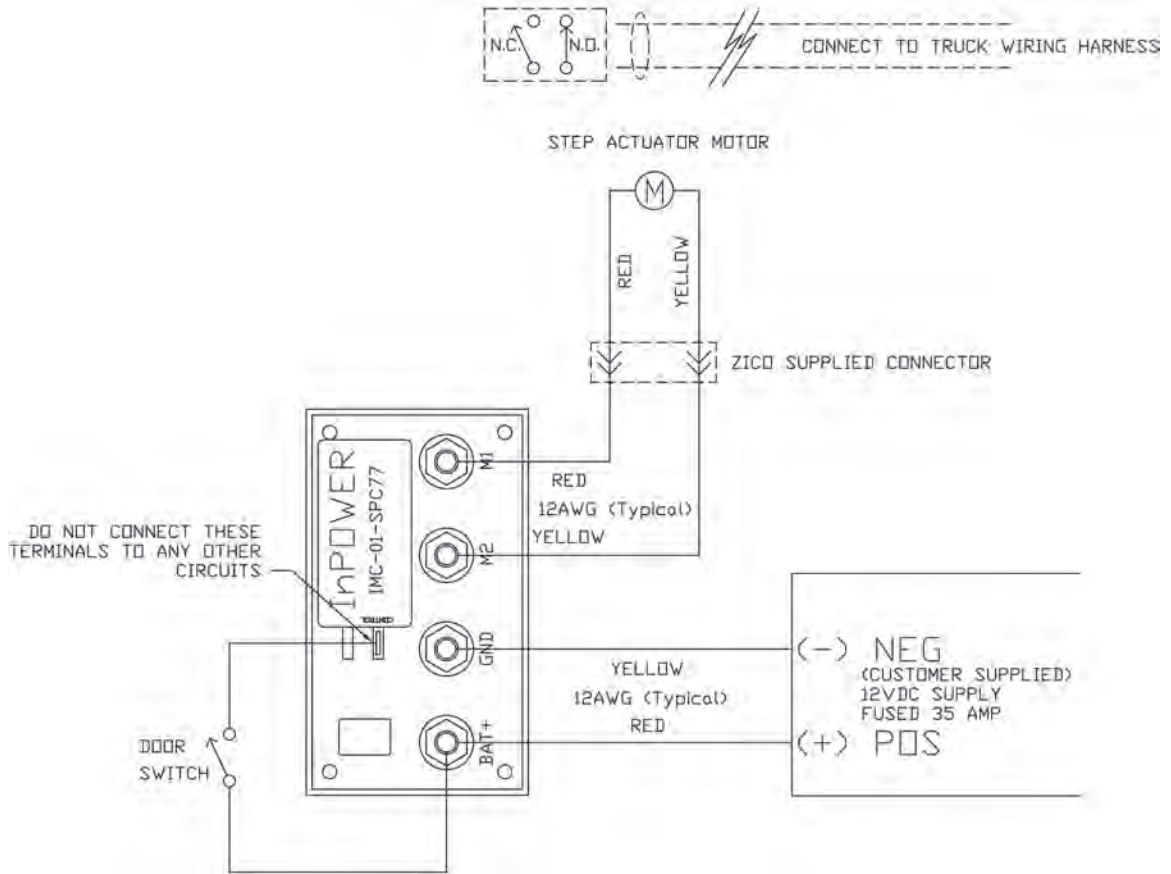 N.C.
N.O.
CONNECT TO TRUCK WIRING HARNESS
STEP ACTUATOR MOTOR
M
RED
YELLOW
ZICO SUPPLIED CONNECTOR
InPOWER
IMC-01-SPC77
CONTROL
M1
M2
GND
BAT+
RED
12AWG (Typical)
YELLOW
DO NOT CONNECT THESE
TERMINALS TO ANY OTHER
CIRCUITS
YELLOW
12AWG (Typical)
RED
(-) NEG
(CUSTOMER SUPPLIED)
12VDC SUPPLY
FUSED 35 AMP
(+) POS
DOOR
SWITCH